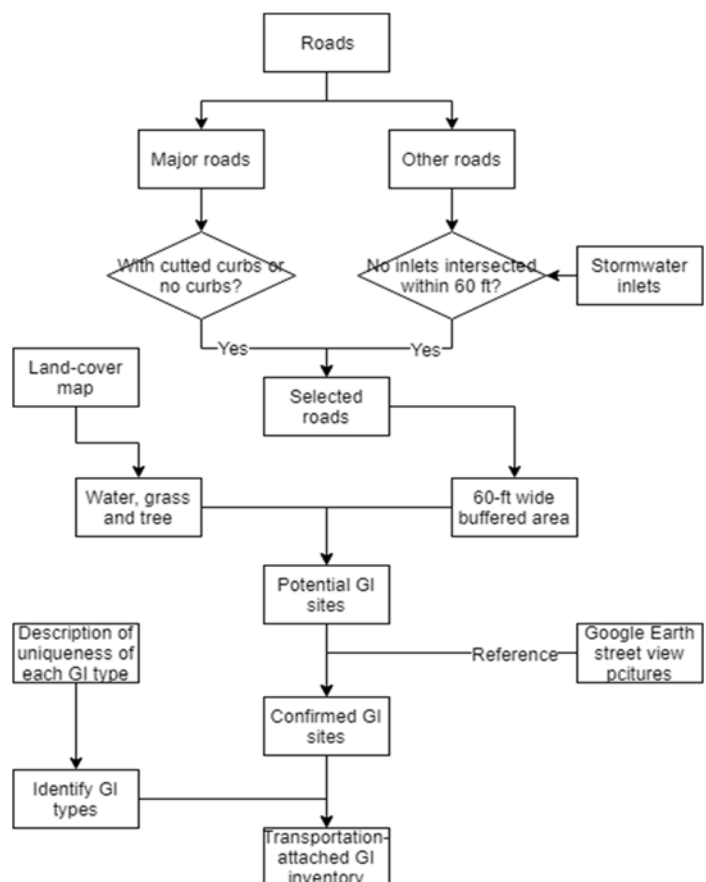 Roads
Major roads
Other roads
With cutted curbs or
no curbs?
No inlets intersected
within 60 ft?
Stormwater
inlets
Yes
Yes
Land-cover
map
Selected
roads
Water, grass
and tree
60-ft wide
buffered area
Potential GI
sites
Description of
uniqueness of
each GI type
Reference
Google Earth
street view
pcitures
Confirmed GI
sites
Identify GI
types
Transportation-
attached GI
inventory